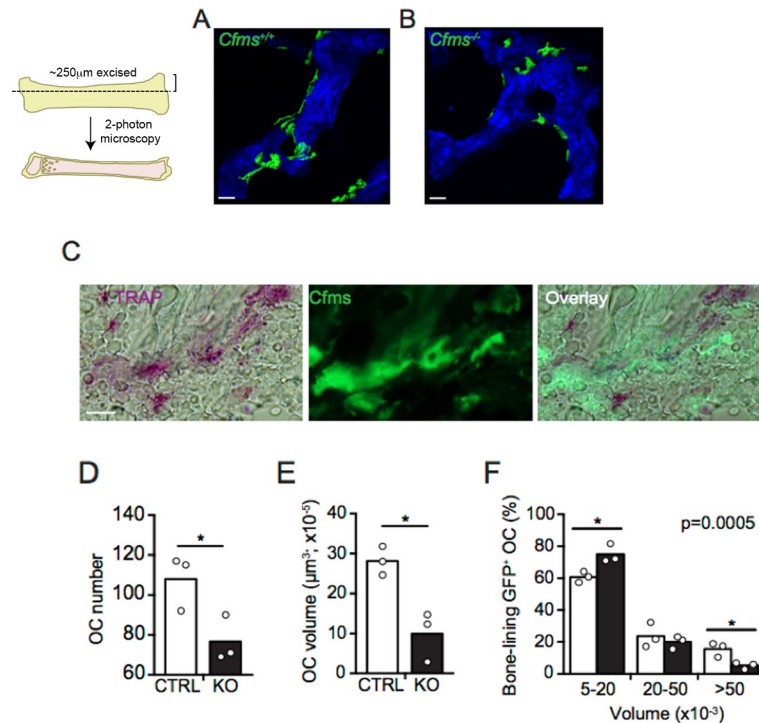 A
Cfms+/+
B
Cfms-/-
~250μm excised
2-photon
microscopy
C
TRAP
Cfms
Overlay
D
OC number
140
120
100
80
60
*
CTRL KO
E
OC volume (μm³; x10⁻⁵)
40
30
20
10
0
*
CTRL KO
F
Bone-lining GFP⁺ OC (%)
100
80
60
40
20
0
*
p=0.0005
*
5-20 20-50 >50
Volume (x10⁻³)